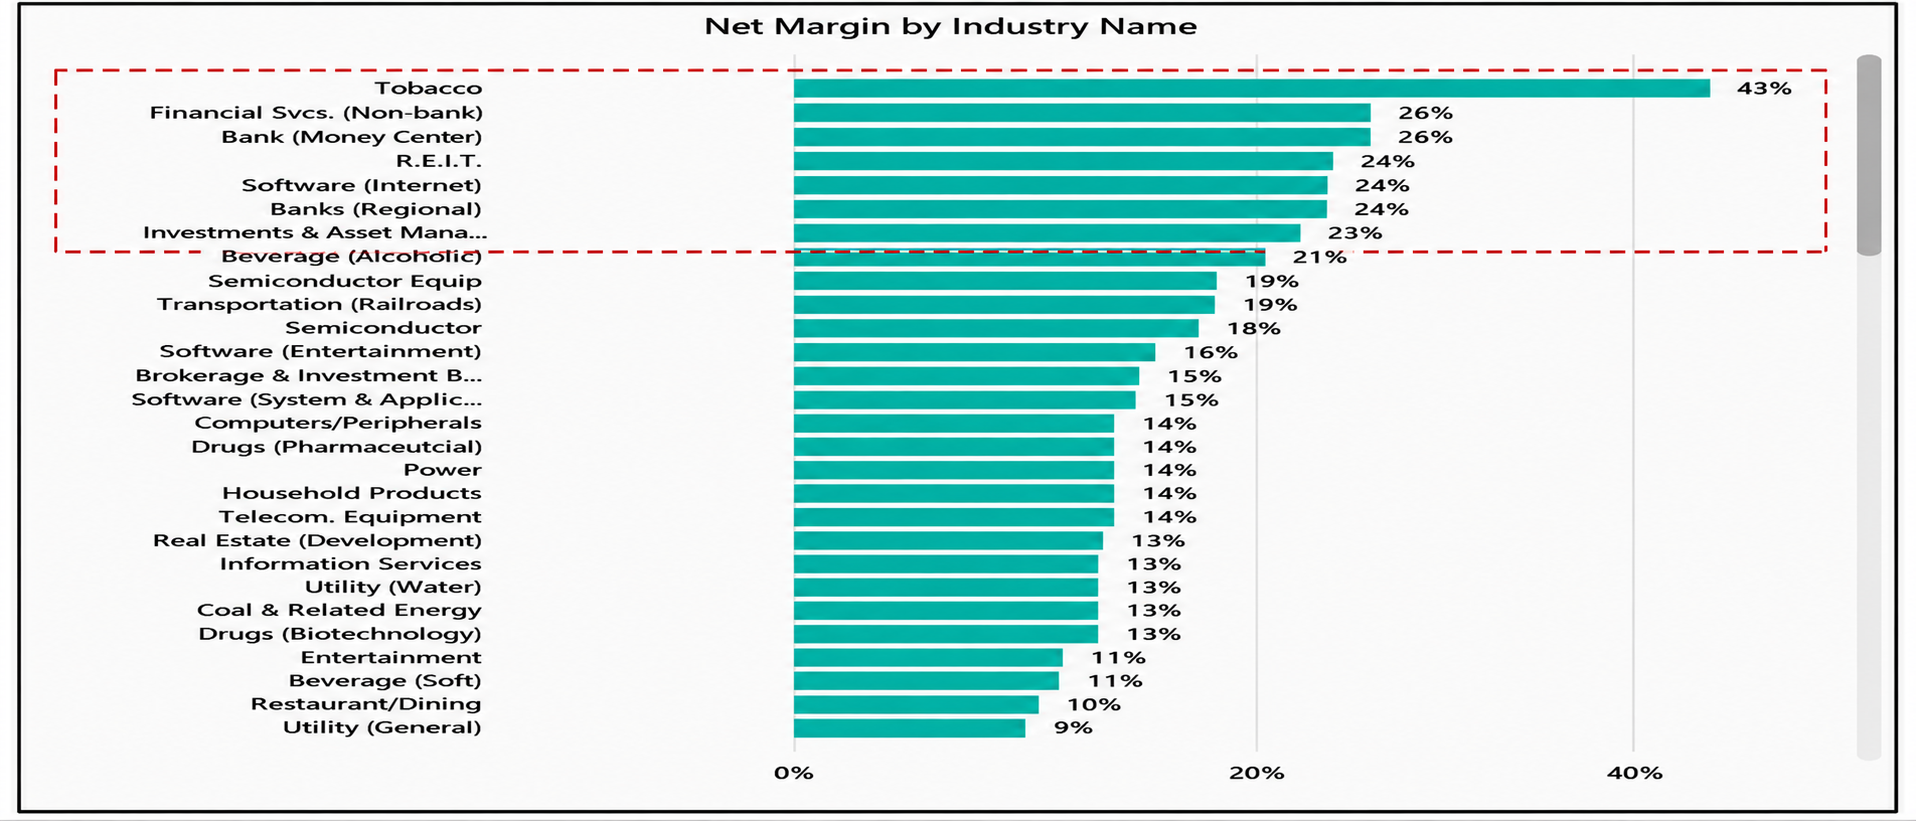 Net Margin by Industry Name
Tobacco 43%
Financial Svcs. (Non-bank) 26%
Bank (Money Center) 26%
R.E.I.T. 24%
Software (Internet) 24%
Banks (Regional) 24%
Investments & Asset Mana... 23%
Beverage (Alcoholic) 21%
Semiconductor Equip 19%
Transportation (Railroads) 19%
Semiconductor 18%
Software (Entertainment) 16%
Brokerage & Investment B... 15%
Software (System & Applic... 15%
Computers/Peripherals 14%
Drugs (Pharmaceutcial) 14%
Power 14%
Household Products 14%
Telecom. Equipment 14%
Real Estate (Development) 13%
Information Services 13%
Utility (Water) 13%
Coal & Related Energy 13%
Drugs (Biotechnology) 13%
Entertainment 11%
Beverage (Soft) 11%
Restaurant/Dining 10%
Utility (General) 9%
0% 20% 40%